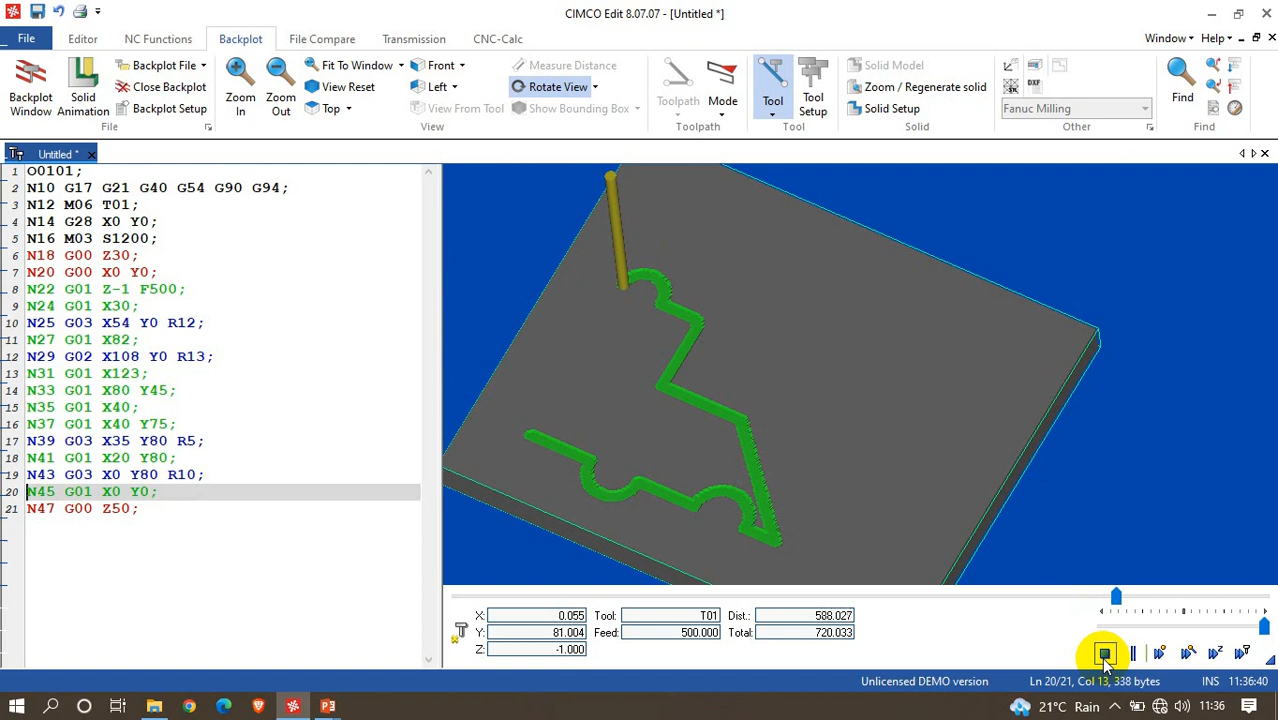 CIMCO Edit 8.07.07 - [Untitled *]
File Editor NC Functions Backplot File Compare Transmission CNC-Calc Window Help
Backplot Window
Solid Animation
Backplot File
Close Backplot
Backplot Setup
File
Zoom In
Zoom Out
Fit To Window
View Reset
Top
Front
Left
View From Tool
Measure Distance
Rotate View
Show Bounding Box
View
Toolpath
Mode
Toolpath
Tool
Tool Setup
Tool
Solid Model
Zoom / Regenerate solid
Solid Setup
Solid
Fanuc Milling
Other
Find
Find
Untitled *
1 O0101;
2 N10 G17 G21 G40 G54 G90 G94;
3 N12 M06 T01;
4 N14 G28 X0 Y0;
5 N16 M03 S1200;
6 N18 G00 Z30;
7 N20 G00 X0 Y0;
8 N22 G01 Z-1 F500;
9 N24 G01 X30;
10 N25 G03 X54 Y0 R12;
11 N27 G01 X82;
12 N29 G02 X108 Y0 R13;
13 N31 G01 X123;
14 N33 G01 X80 Y45;
15 N35 G01 X40;
16 N37 G01 X40 Y75;
17 N39 G03 X35 Y80 R5;
18 N41 G01 X20 Y80;
19 N43 G03 X0 Y80 R10;
20 N45 G01 X0 Y0;
21 N47 G00 Z50;
X: 0.055 Tool: T01 Dist.: 588.027
Y: 81.004 Feed: 500.000 Total: 720.033
Z: -1.000
Unlicensed DEMO version Ln 20/21, Col 13, 338 bytes INS 11:36:40
21°C Rain 11:36